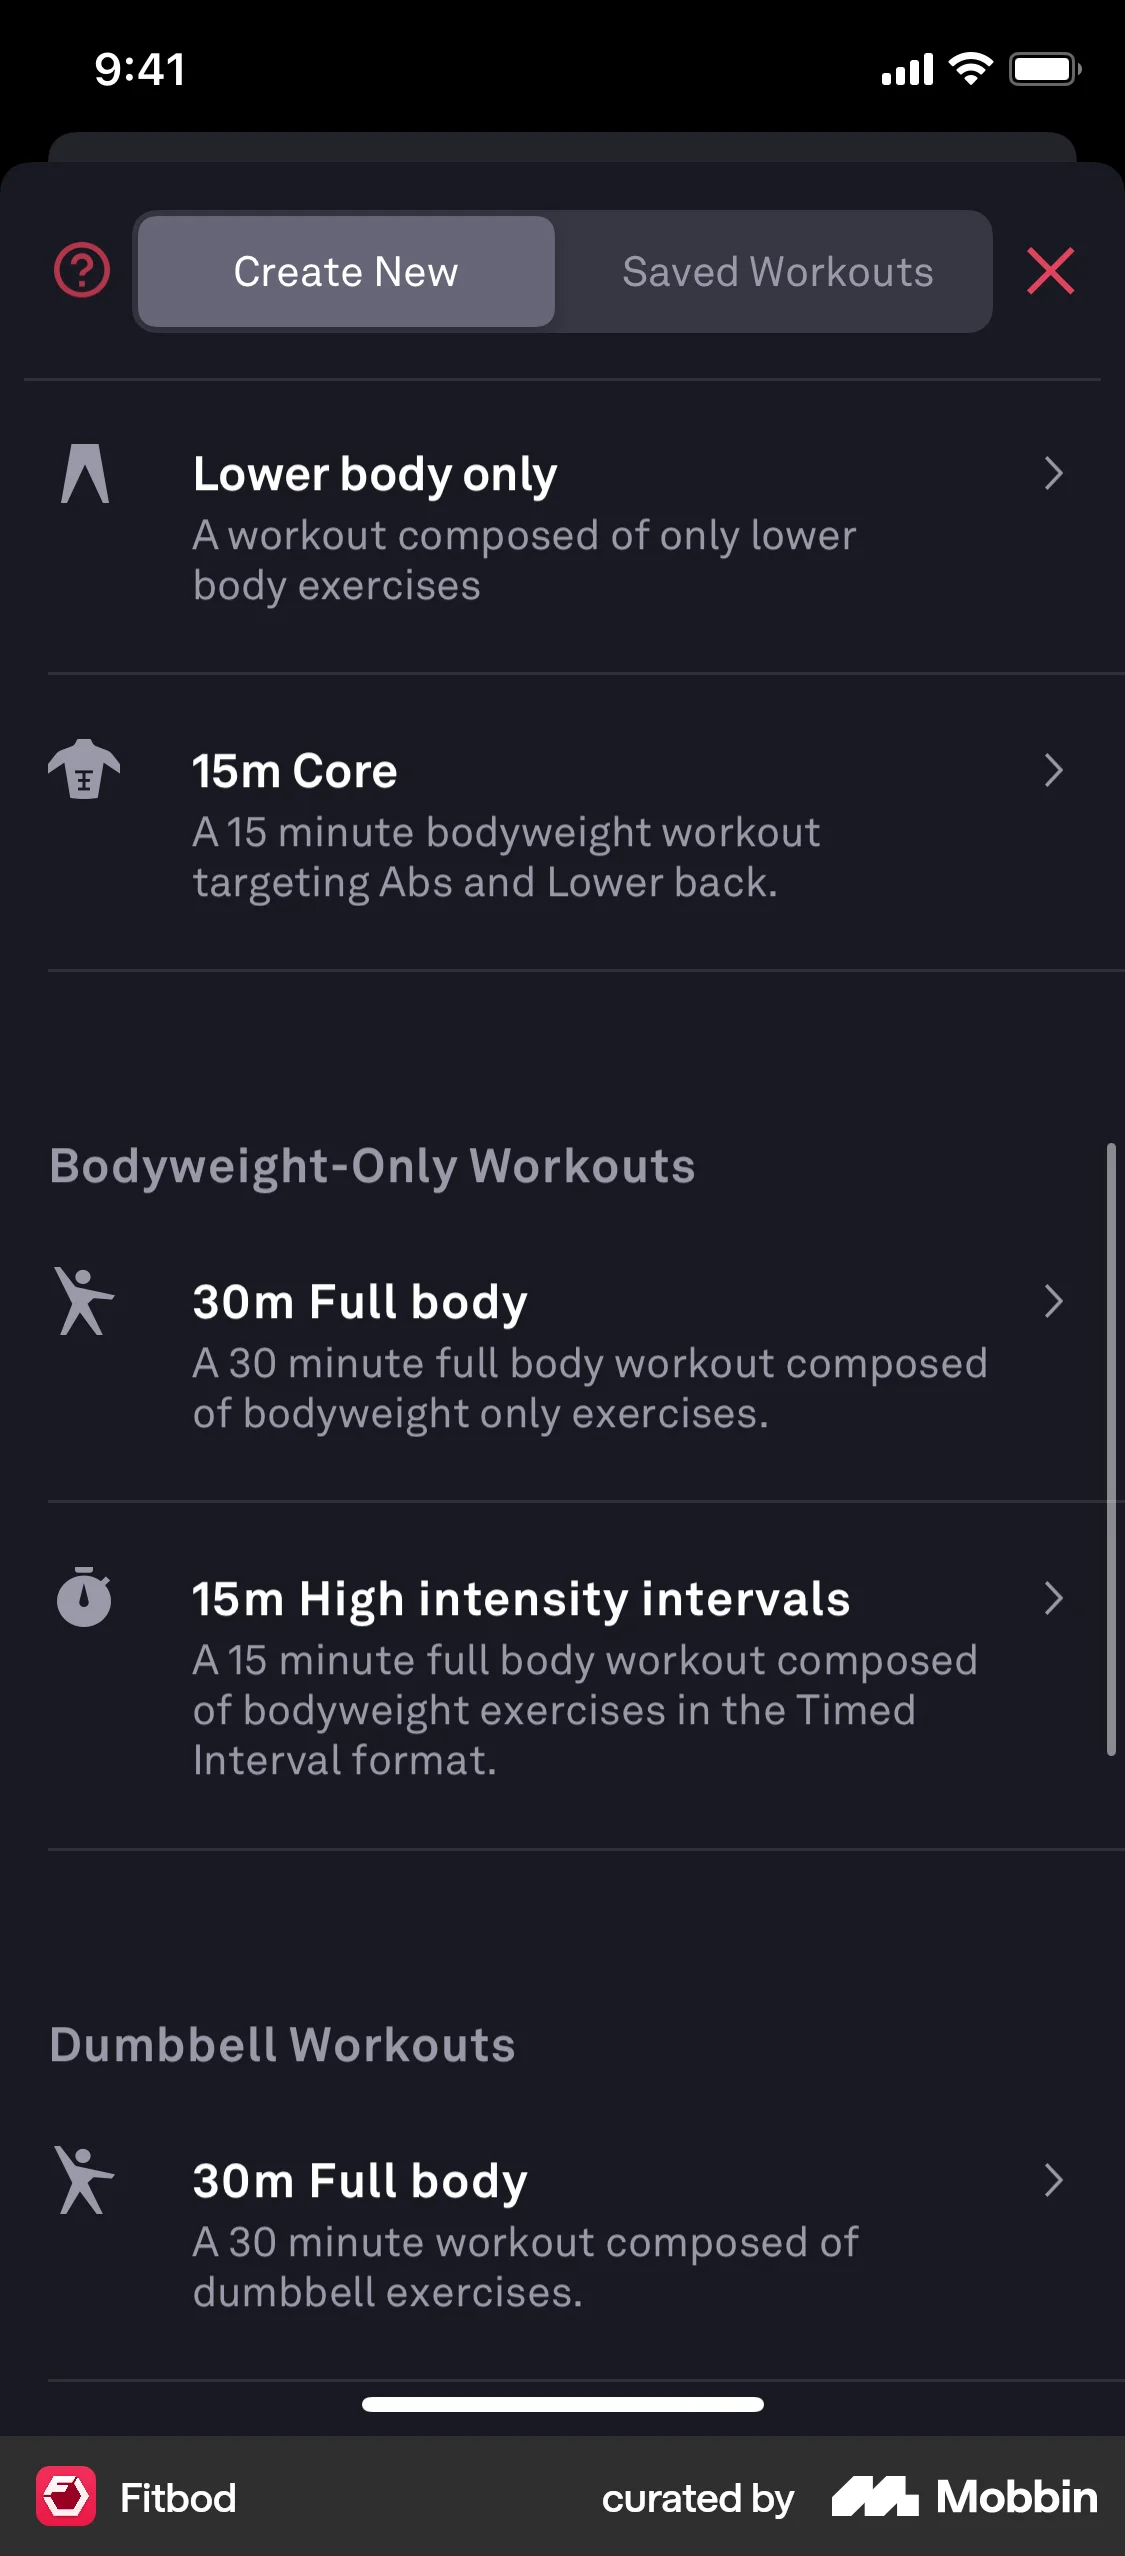 9:41
Create New
Saved Workouts
Lower body only
A workout composed of only lower
body exercises
15m Core
A 15 minute bodyweight workout
targeting Abs and Lower back.
Bodyweight-Only Workouts
30m Full body
A 30 minute full body workout composed
of bodyweight only exercises.
15m High intensity intervals
A 15 minute full body workout composed
of bodyweight exercises in the Timed
Interval format.
Dumbbell Workouts
30m Full body
A 30 minute workout composed of
dumbbell exercises.
Fitbod
curated by
Mobbin